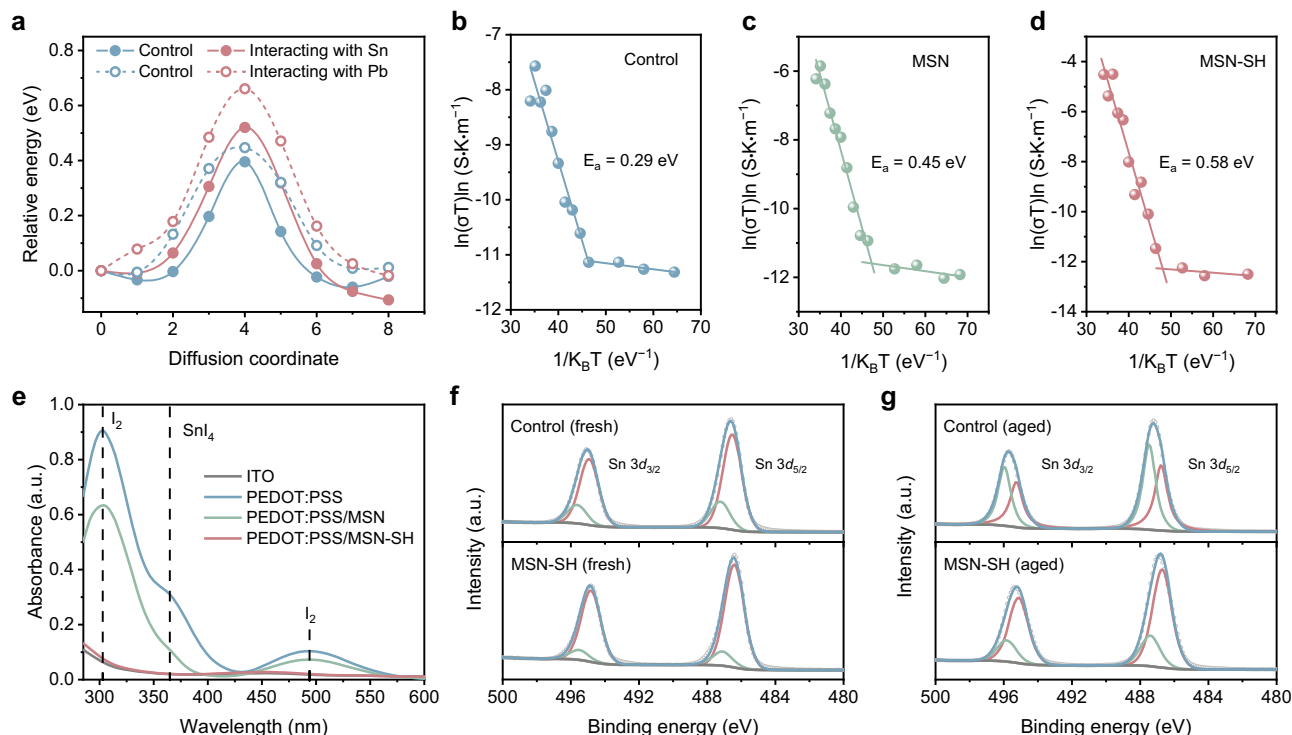 a
Relative energy (eV)
0.8
0.6
0.4
0.2
0.0
Control
Interacting with Sn
Control
Interacting with Pb
0
2
4
6
8
Diffusion coordinate
b
ln(σT)ln (S·K·m⁻¹)
-7
-8
-9
-10
-11
-12
Control
Eₐ = 0.29 eV
30
40
50
60
70
1/K_BT (eV⁻¹)
c
ln(σT)ln (S·K·m⁻¹)
-6
-8
-10
-12
MSN
Eₐ = 0.45 eV
30
40
50
60
70
1/K_BT (eV⁻¹)
d
ln(σT)ln (S·K·m⁻¹)
-4
-6
-8
-10
-12
-14
MSN-SH
Eₐ = 0.58 eV
30
40
50
60
70
1/K_BT (eV⁻¹)
e
Absorbance (a.u.)
1.0
0.8
0.6
0.4
0.2
0.0
I₂
SnI₄
ITO
PEDOT:PSS
PEDOT:PSS/MSN
PEDOT:PSS/MSN-SH
I₂
300
350
400
450
500
550
600
Wavelength (nm)
f
Intensity (a.u.)
Control (fresh)
Sn 3d₃/₂
Sn 3d₅/₂
MSN-SH (fresh)
500
496
492
488
484
480
Binding energy (eV)
g
Intensity (a.u.)
Control (aged)
Sn 3d₃/₂
Sn 3d₅/₂
MSN-SH (aged)
500
496
492
488
484
480
Binding energy (eV)